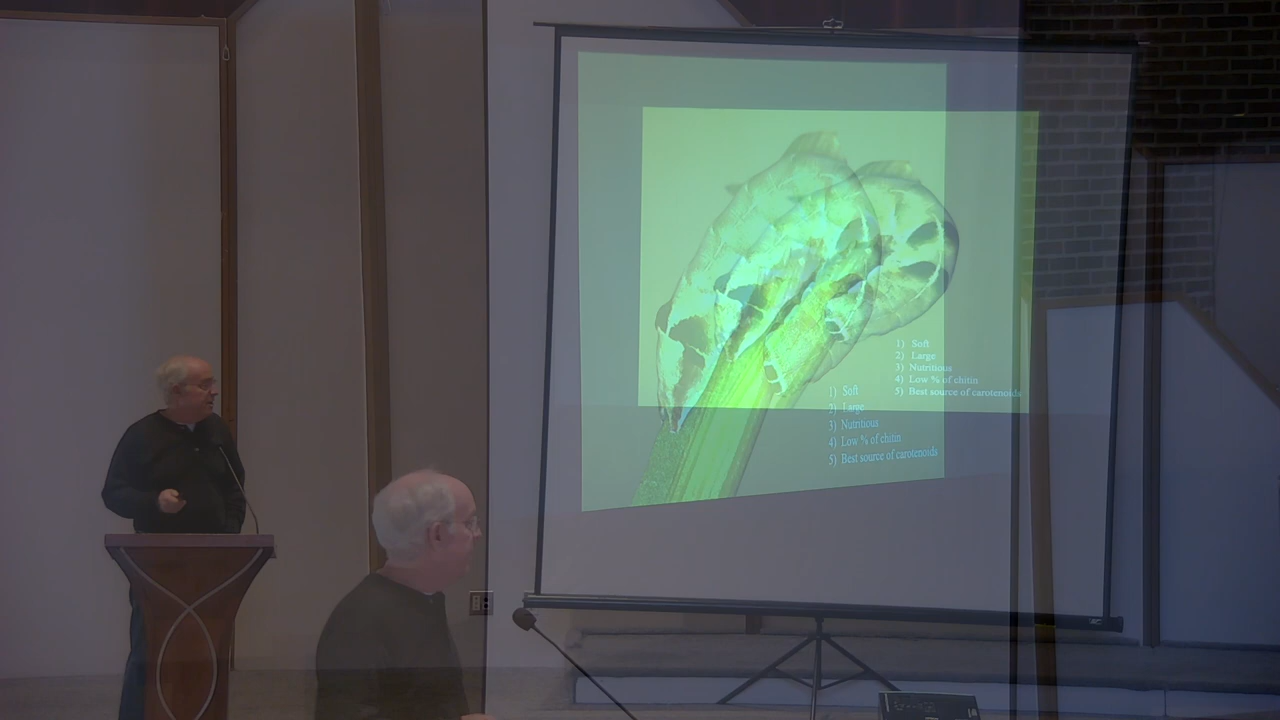 1) Soft
2) Large
3) Nutritious
4) Low % of chitin
5) Best source of carotenoids
1) Soft
2) Large
3) Nutritious
4) Low % of chitin
5) Best source of carotenoids